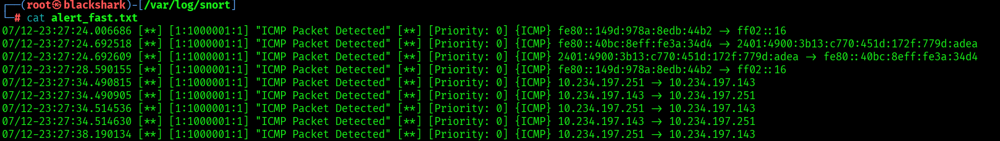 ┌──(root㉿blackshark)-[/var/log/snort]
└─# cat alert_fast.txt
07/12-23:27:24.006686 [**] [1:1000001:1] "ICMP Packet Detected" [**] [Priority: 0] {ICMP} fe80::149d:978a:8edb:44b2 -> ff02::16
07/12-23:27:24.692518 [**] [1:1000001:1] "ICMP Packet Detected" [**] [Priority: 0] {ICMP} fe80::40bc:8eff:fe3a:34d4 -> 2401:4900:3b13:c770:451d:172f:779d:adea
07/12-23:27:24.692609 [**] [1:1000001:1] "ICMP Packet Detected" [**] [Priority: 0] {ICMP} 2401:4900:3b13:c770:451d:172f:779d:adea -> fe80::40bc:8eff:fe3a:34d4
07/12-23:27:28.590155 [**] [1:1000001:1] "ICMP Packet Detected" [**] [Priority: 0] {ICMP} fe80::149d:978a:8edb:44b2 -> ff02::16
07/12-23:27:34.490815 [**] [1:1000001:1] "ICMP Packet Detected" [**] [Priority: 0] {ICMP} 10.234.197.251 -> 10.234.197.143
07/12-23:27:34.490905 [**] [1:1000001:1] "ICMP Packet Detected" [**] [Priority: 0] {ICMP} 10.234.197.143 -> 10.234.197.251
07/12-23:27:34.514536 [**] [1:1000001:1] "ICMP Packet Detected" [**] [Priority: 0] {ICMP} 10.234.197.251 -> 10.234.197.143
07/12-23:27:34.514630 [**] [1:1000001:1] "ICMP Packet Detected" [**] [Priority: 0] {ICMP} 10.234.197.143 -> 10.234.197.251
07/12-23:27:38.190134 [**] [1:1000001:1] "ICMP Packet Detected" [**] [Priority: 0] {ICMP} 10.234.197.251 -> 10.234.197.143